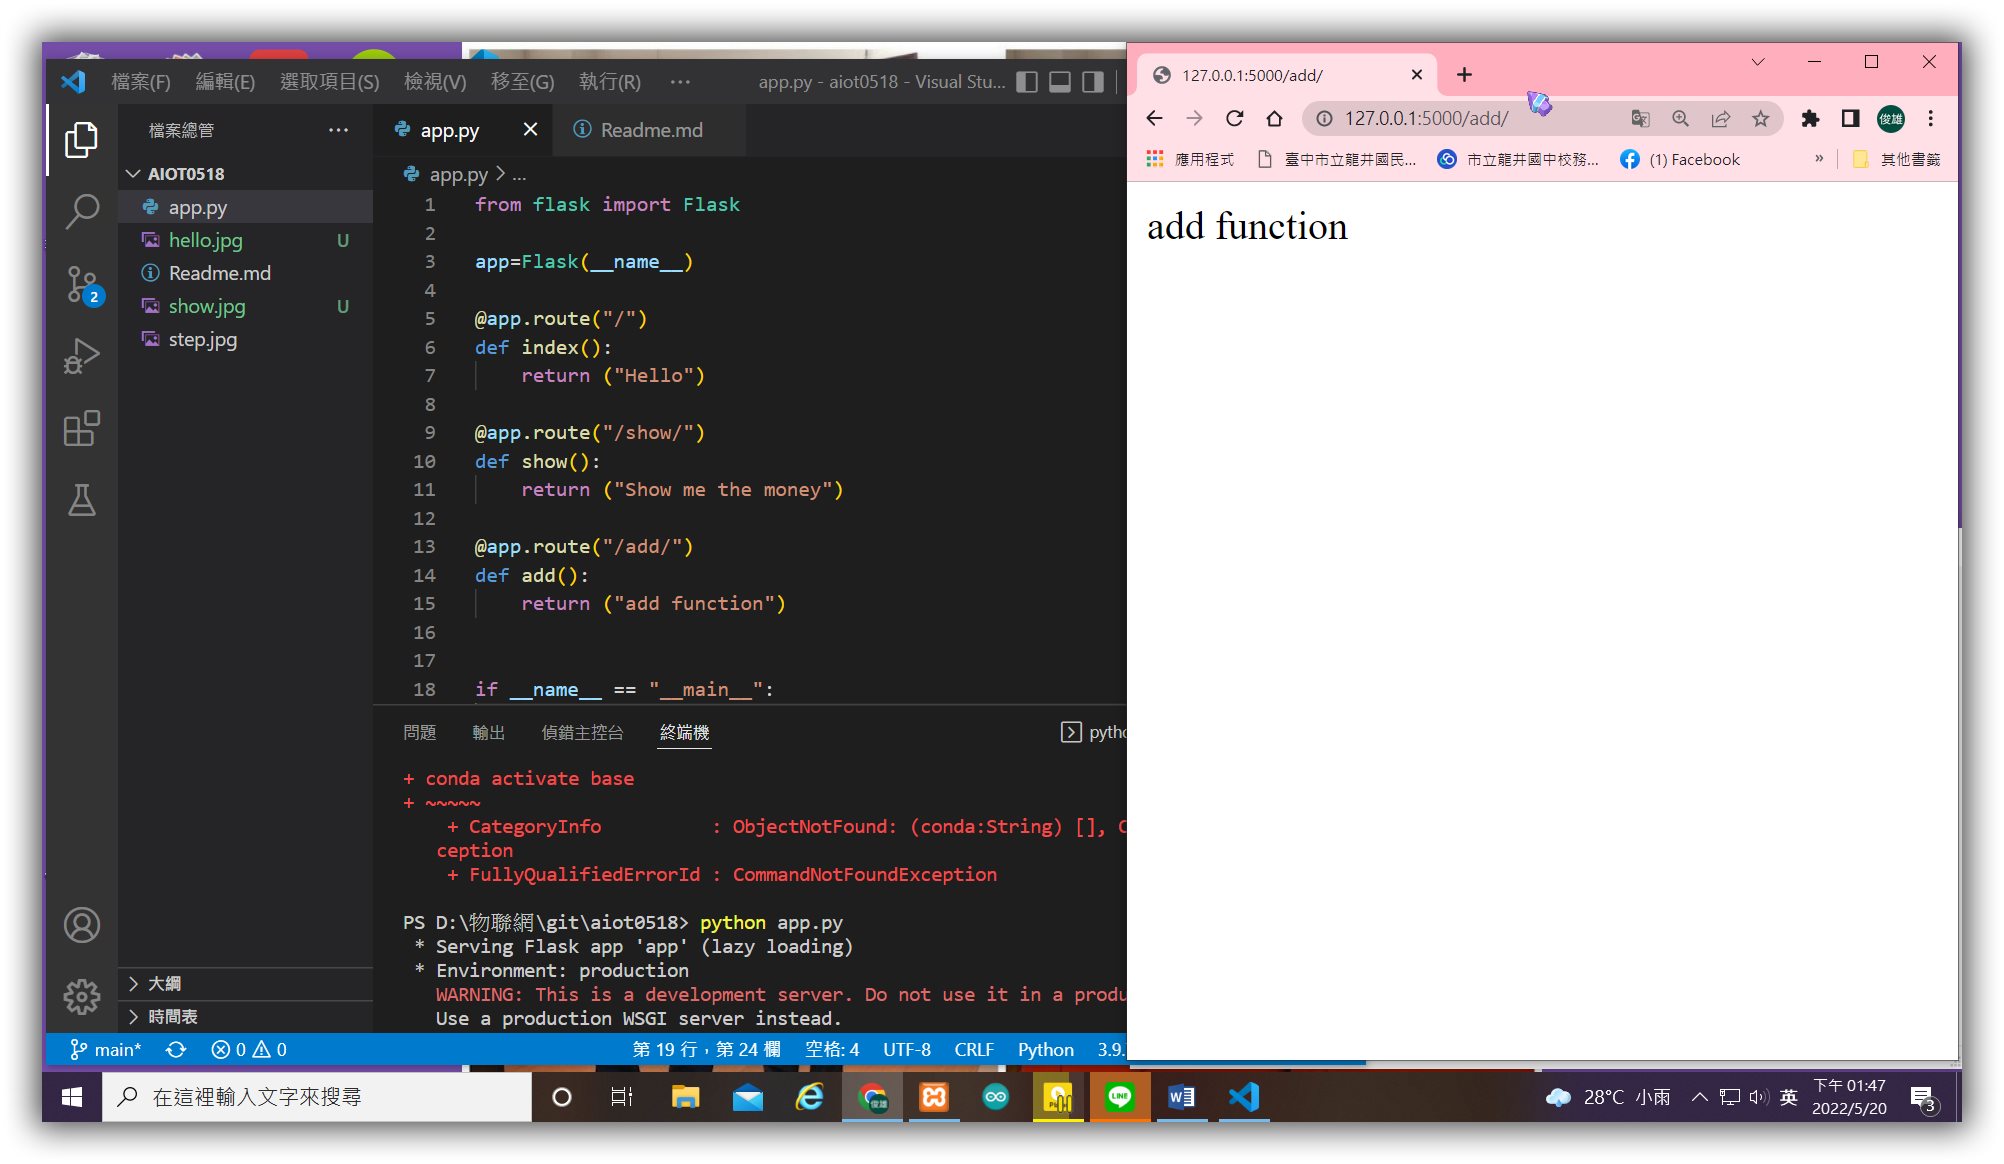 檔案(F) 編輯(E) 選取項目(S) 檢視(V) 移至(G) 執行(R) ··· app.py - aiot0518 - Visual Stu...
檔案總管 ···
AIOT0518
app.py
hello.jpg U
Readme.md
show.jpg U
step.jpg
大綱
時間表
2
app.py
Readme.md
app.py > ...
1 from flask import Flask
2
3 app=Flask(__name__)
4
5 @app.route("/")
6 def index():
7 return ("Hello")
8
9 @app.route("/show/")
10 def show():
11 return ("Show me the money")
12
13 @app.route("/add/")
14 def add():
15 return ("add function")
16
17
18 if __name__ == "__main__":
問題 輸出 偵錯主控台 終端機
+ conda activate base
+ ~~~~~
+ CategoryInfo : ObjectNotFound: (conda:String) [],
ception
+ FullyQualifiedErrorId : CommandNotFoundException
PS D:\物聯網\git\aiot0518> python app.py
* Serving Flask app 'app' (lazy loading)
* Environment: production
WARNING: This is a development server. Do not use it in a produ
Use a production WSGI server instead.
main* 0 0 第 19 行，第 24 欄 空格: 4 UTF-8 CRLF Python 3.9.
127.0.0.1:5000/add/
127.0.0.1:5000/add/ 俊雄
應用程式 臺中市立龍井國民... 市立龍井國中校務... (1) Facebook » 其他書籤
add function
在這裡輸入文字來搜尋
LINE
28°C 小雨 英
下午 01:47
2022/5/20
3